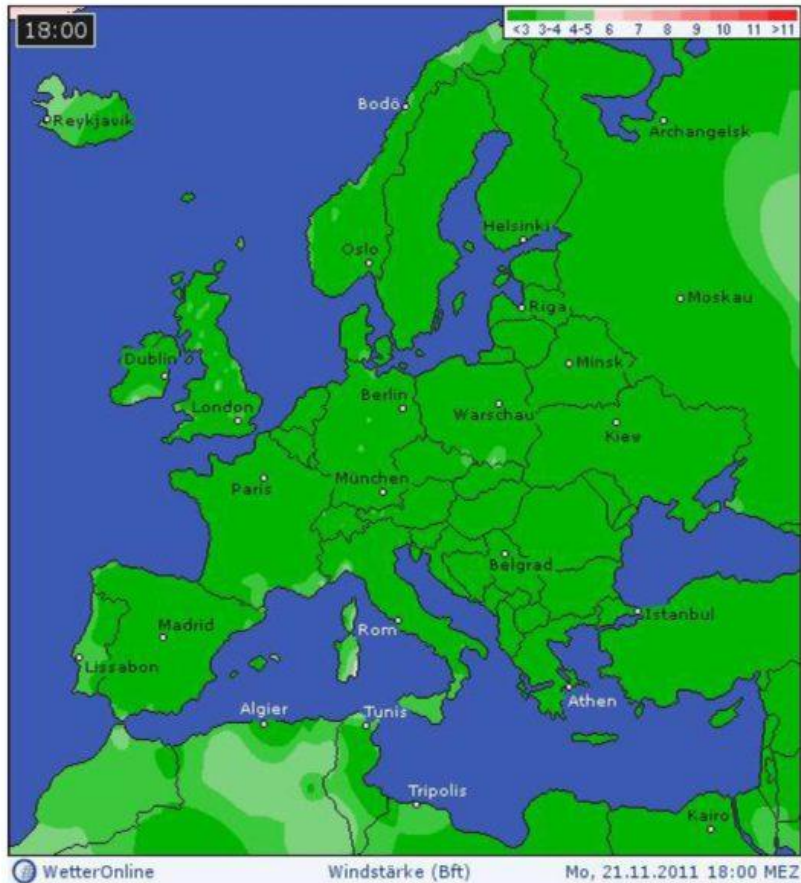 18:00
<3 3-4 4-5 6 7 8 9 10 11 >11
Reykjavik
Bodö
Archangelsk
Helsinki
Oslo
Moskau
Riga
Dublin
Minsk
London
Berlin
Warschau
Kiew
Paris
München
Belgrad
Madrid
Rom
Istanbul
Lissabon
Athen
Algier
Tunis
Tripolis
Kairo
WetterOnline Windstärke (Bft) Mo, 21.11.2011 18:00 MEZ